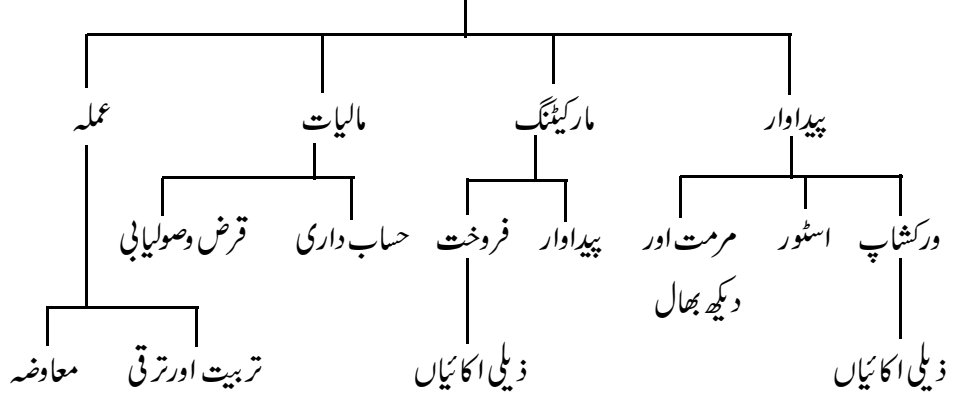 پیداوار
مارکیٹنگ
مالیات
عملہ
ورکشاپ
اسٹور
مرمت اور
دیکھ بھال
پیداوار
فروخت
حساب داری
قرض وصولیابی
ذیلی اکائیاں
ذیلی اکائیاں
تربیت اور ترقی
معاوضہ